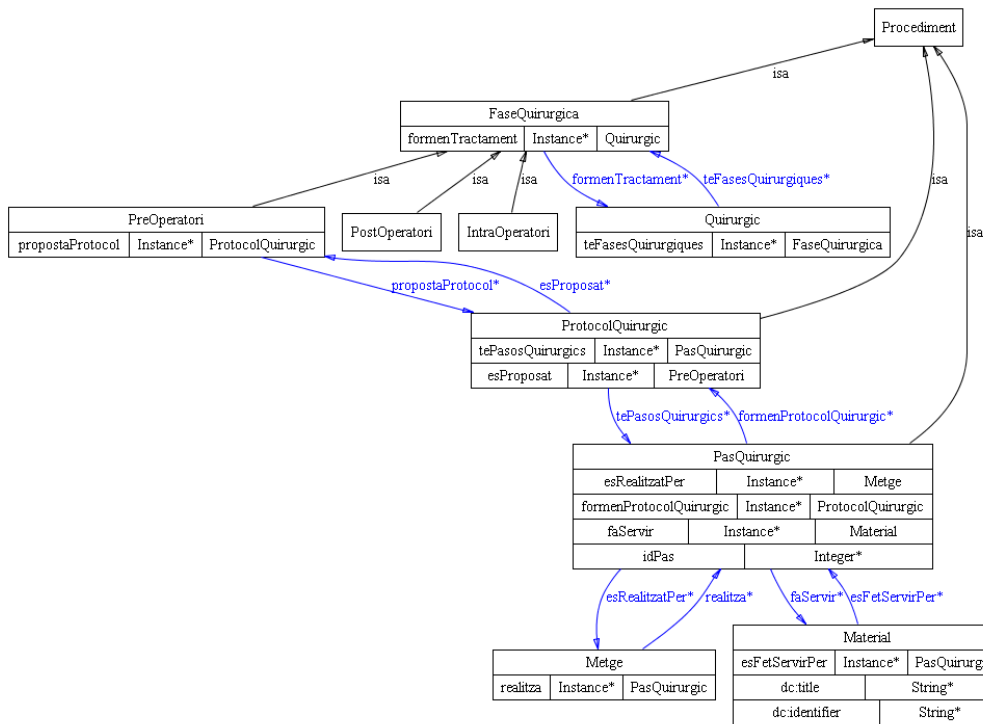 Procediment
isa
FaseQuirurgica
formenTractament Instance* Quirurgic
isa isa isa formenTractament* teFasesQuirurgiques* isa
PreOperatori
propostaProtocol Instance* ProtocolQuirurgic
PostOperatori
IntraOperatori
Quirurgic
teFasesQuirurgiques Instance* FaseQuirurgica
isa
propostaProtocol* esProposat*
ProtocolQuirurgic
tePasosQuirurgics Instance* PasQuirurgic
esProposat Instance* PreOperatori
tePasosQuirurgics* formenProtocolQuirurgic*
PasQuirurgic
esRealitzatPer Instance* Metge
formenProtocolQuirurgic Instance* ProtocolQuirurgic
faServir Instance* Material
idPas Integer*
esRealitzatPer* realitza* faServir* esFetServirPer*
Metge
realitza Instance* PasQuirurgic
Material
esFetServirPer Instance* PasQuirurg
dc:title String*
dc:identifier String*